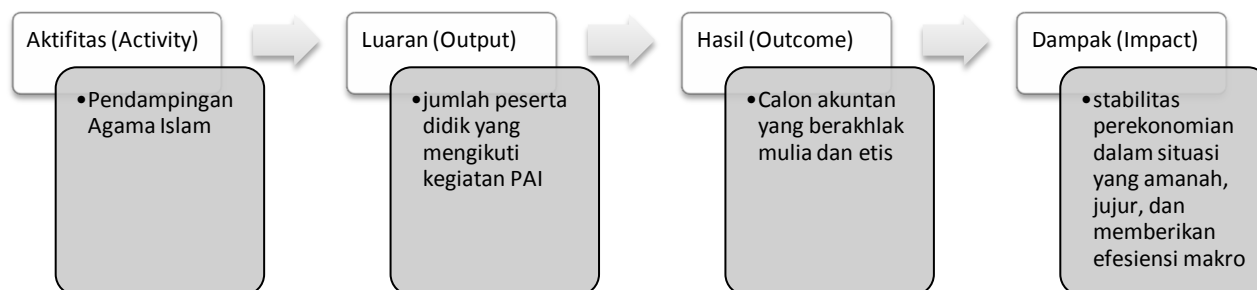 Aktifitas (Activity)
•Pendampingan
Agama Islam
Luaran (Output)
•jumlah peserta
didik yang
mengikuti
kegiatan PAI
Hasil (Outcome)
•Calon akuntan
yang berakhlak
mulia dan etis
Dampak (Impact)
•stabilitas
perekonomian
dalam situasi
yang amanah,
jujur, dan
memberikan
efesiensi makro